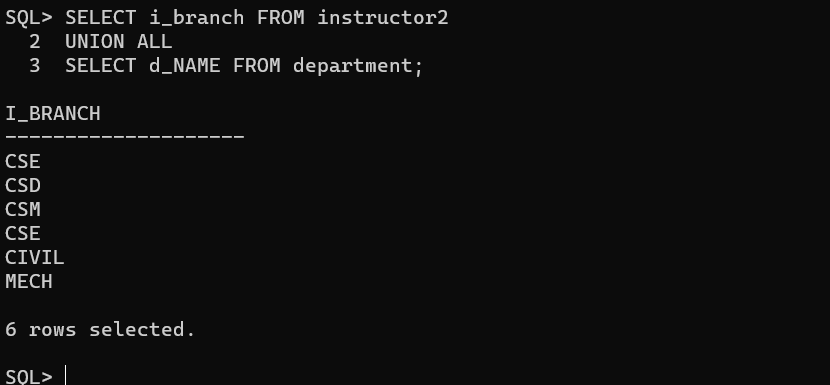 SQL> SELECT i_branch FROM instructor2
  2  UNION ALL
  3  SELECT d_NAME FROM department;
I_BRANCH
--------------------
CSE
CSD
CSM
CSE
CIVIL
MECH
6 rows selected.
SQL>